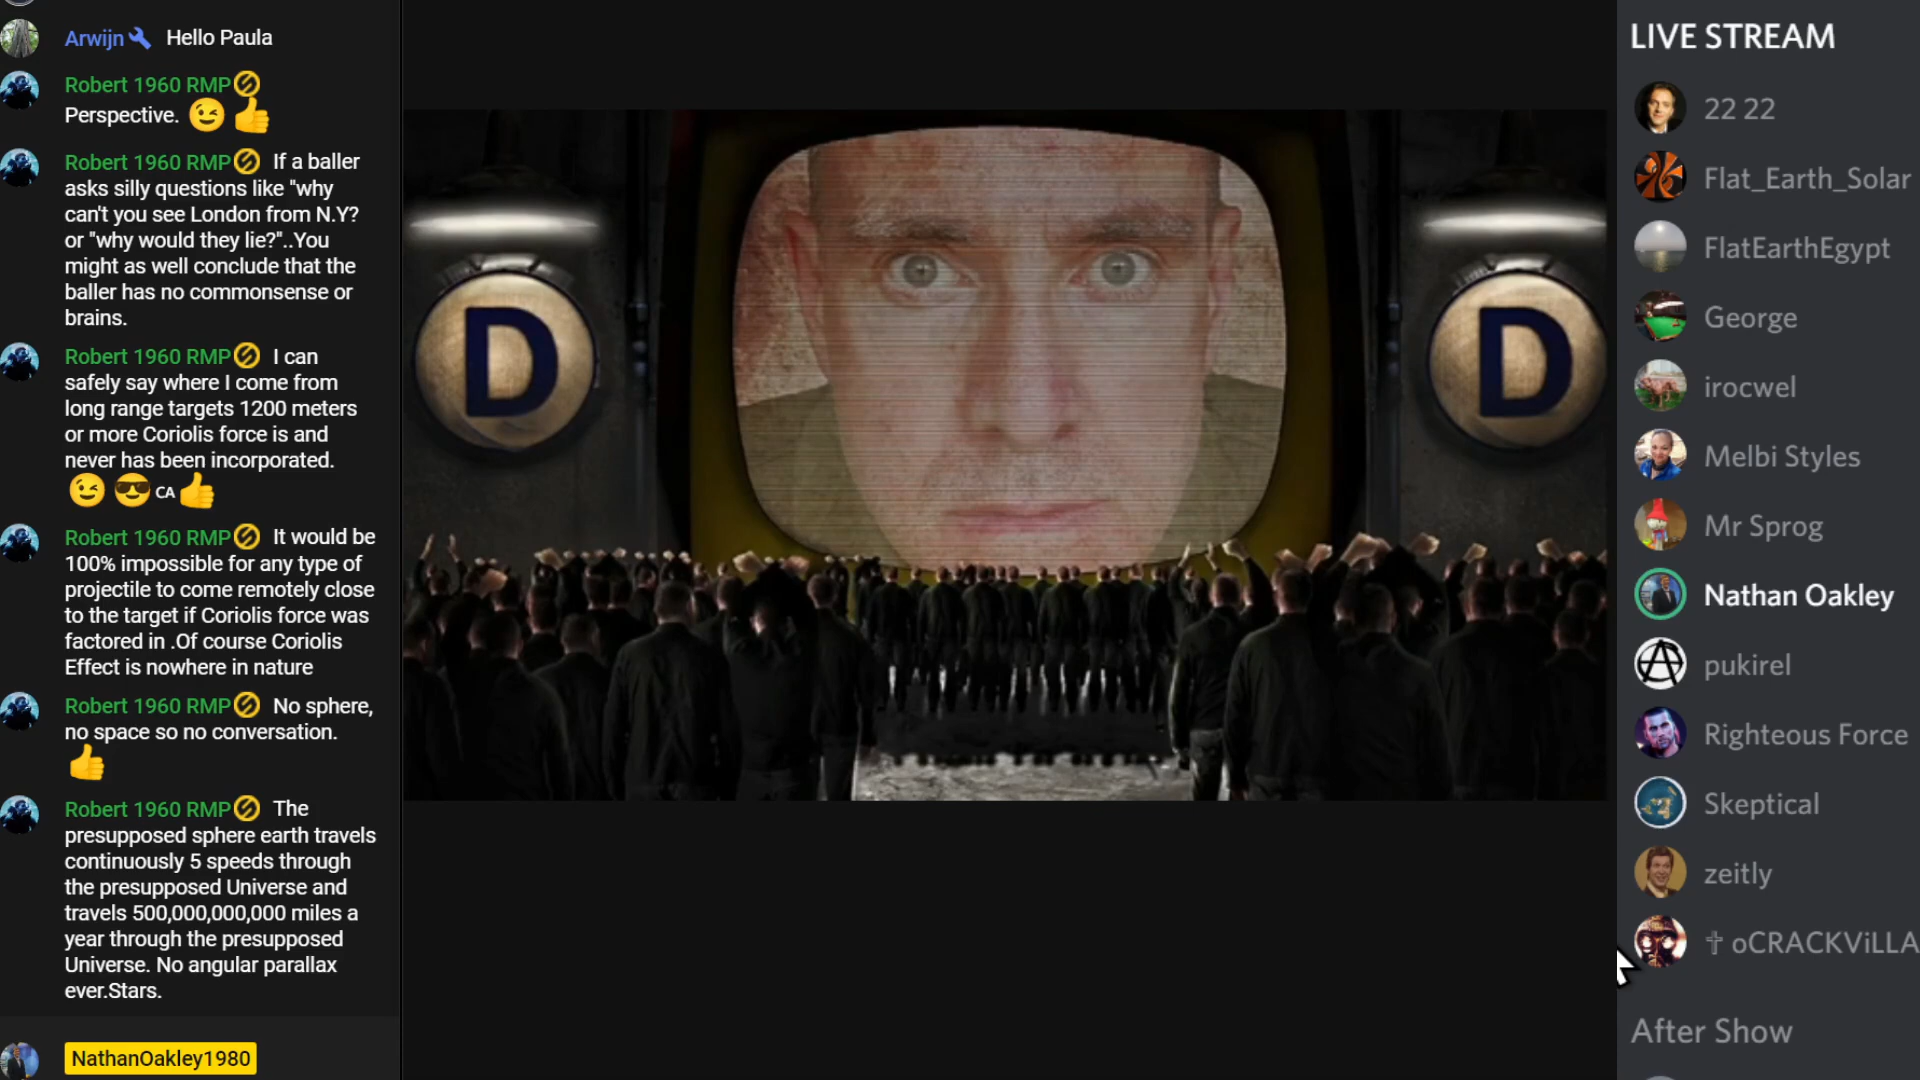 Arwijn Hello Paula
Robert 1960 RMP
Perspective. 😉 👍
Robert 1960 RMP If a baller
asks silly questions like "why
can't you see London from N.Y?
or "why would they lie?"..You
might as well conclude that the
baller has no commonsense or
brains.
Robert 1960 RMP I can
safely say where I come from
long range targets 1200 meters
or more Coriolis force is and
never has been incorporated.
😉 😎 CA 👍
Robert 1960 RMP It would be
100% impossible for any type of
projectile to come remotely close
to the target if Coriolis force was
factored in .Of course Coriolis
Effect is nowhere in nature
Robert 1960 RMP No sphere,
no space so no conversation.
👍
Robert 1960 RMP The
presupposed sphere earth travels
continuously 5 speeds through
the presupposed Universe and
travels 500,000,000,000 miles a
year through the presupposed
Universe. No angular parallax
ever.Stars.
NathanOakley1980
D
D
LIVE STREAM
22 22
Flat_Earth_Solar
FlatEarthEgypt
George
irocwel
Melbi Styles
Mr Sprog
Nathan Oakley
pukirel
Righteous Force
Skeptical
zeitly
† oCRACKViLLA
After Show